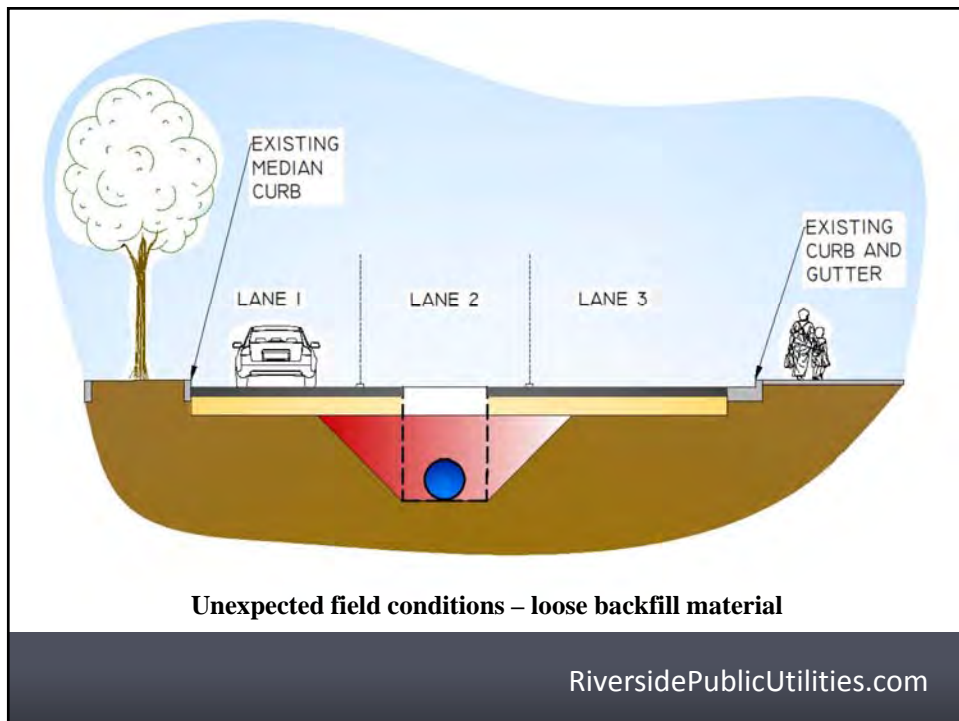 EXISTING
MEDIAN
CURB
EXISTING
CURB AND
GUTTER
LANE 1
LANE 2
LANE 3
Unexpected field conditions – loose backfill material
RiversidePublicUtilities.com